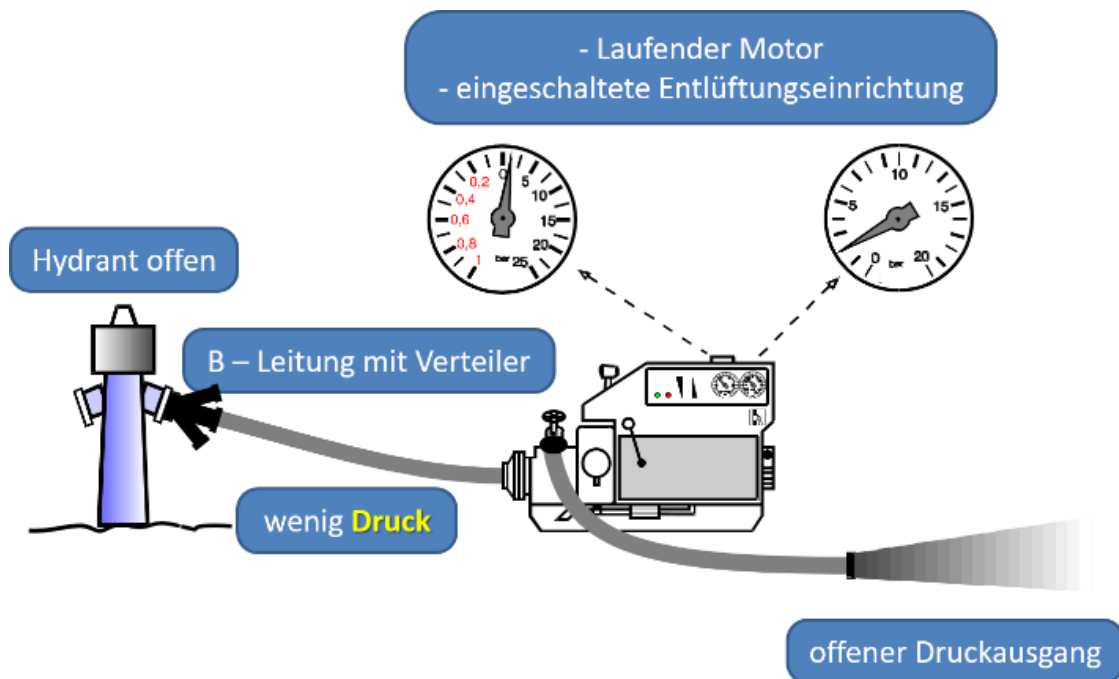 - Laufender Motor
- eingeschaltete Entlüftungseinrichtung
0
0,2
0,4
0,6
0,8
1
5
10
15
20
25
bar
10
5
15
0
bar
20
Hydrant offen
B – Leitung mit Verteiler
wenig Druck
offener Druckausgang